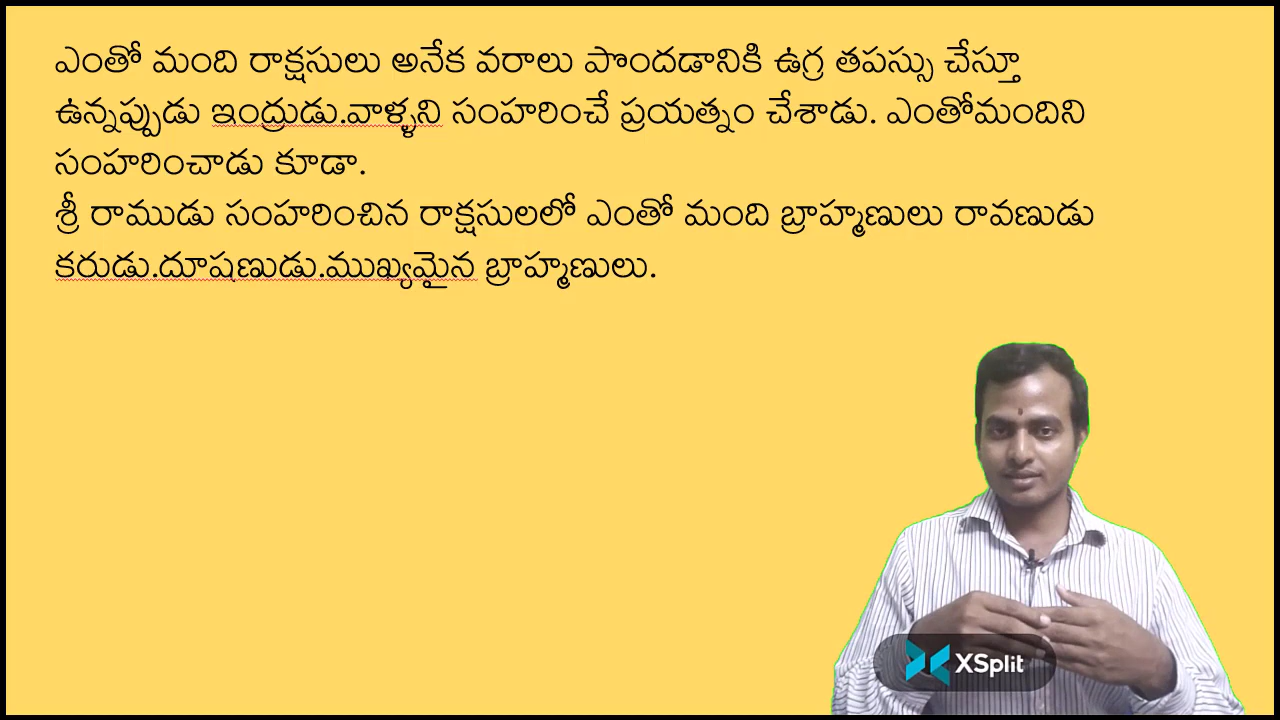 ఎంతో మంది రాక్షసులు అనేక వరాలు పొందడానికి ఉగ్ర తపస్సు చేస్తూ
ఉన్నప్పుడు ఇంద్రుడు.వాళ్ళని సంహరించే ప్రయత్నం చేశాడు. ఎంతోమందిని
సంహరించాడు కూడా.
శ్రీ రాముడు సంహరించిన రాక్షసులలో ఎంతో మంది బ్రాహ్మణులు రావణుడు
కరుడు.దూషణుడు.ముఖ్యమైన బ్రాహ్మణులు.
XSplit